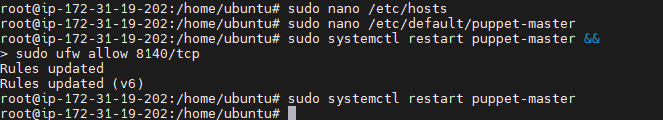 root@ip-172-31-19-202:/home/ubuntu# sudo nano /etc/hosts
root@ip-172-31-19-202:/home/ubuntu# sudo nano /etc/default/puppet-master
root@ip-172-31-19-202:/home/ubuntu# sudo systemctl restart puppet-master &&
> sudo ufw allow 8140/tcp
Rules updated
Rules updated (v6)
root@ip-172-31-19-202:/home/ubuntu# sudo systemctl restart puppet-master
root@ip-172-31-19-202:/home/ubuntu#